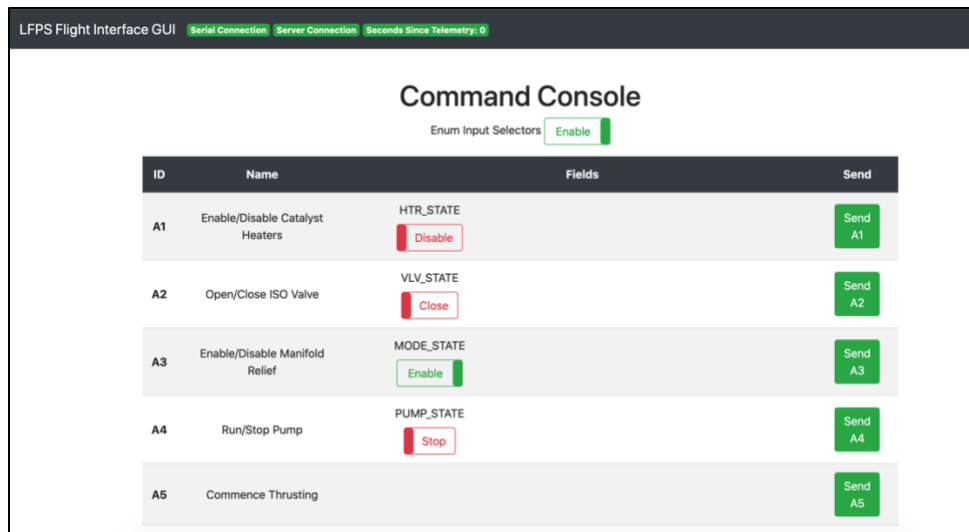 LFPS Flight Interface GUI Serial Connection Server Connection Seconds Since Telemetry: 0
Command Console
Enum Input Selectors Enable
ID Name Fields Send
A1 Enable/Disable Catalyst Heaters HTR_STATE Disable Send A1
A2 Open/Close ISO Valve VLV_STATE Close Send A2
A3 Enable/Disable Manifold Relief MODE_STATE Enable Send A3
A4 Run/Stop Pump PUMP_STATE Stop Send A4
A5 Commence Thrusting Send A5